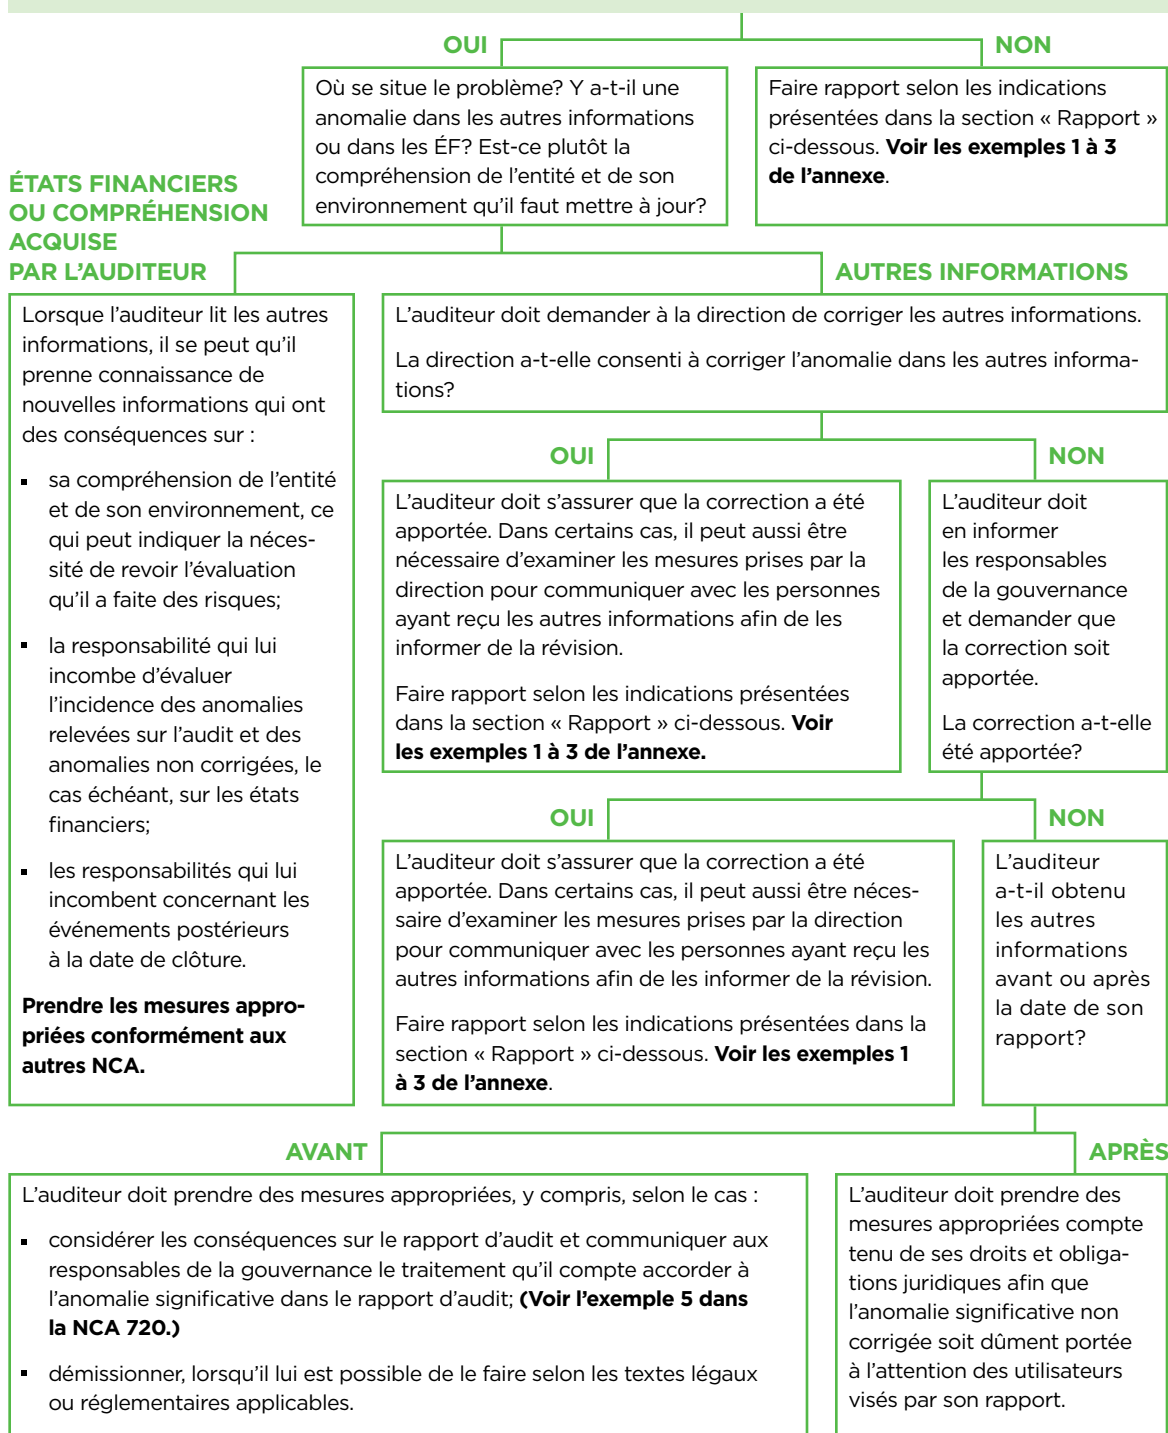 OUI
NON
Où se situe le problème? Y a-t-il une
anomalie dans les autres informations
ou dans les ÉF? Est-ce plutôt la
compréhension de l’entité et de son
environnement qu’il faut mettre à jour?
Faire rapport selon les indications
présentées dans la section « Rapport »
ci-dessous. Voir les exemples 1 à 3
de l’annexe.
ÉTATS FINANCIERS
OU COMPRÉHENSION
ACQUISE
PAR L’AUDITEUR
AUTRES INFORMATIONS
Lorsque l’auditeur lit les autres
informations, il se peut qu’il
prenne connaissance de
nouvelles informations qui ont
des conséquences sur :
▪ sa compréhension de l’entité
et de son environnement, ce
qui peut indiquer la néces-
sité de revoir l’évaluation
qu’il a faite des risques;
▪ la responsabilité qui lui
incombe d’évaluer
l’incidence des anomalies
relevées sur l’audit et des
anomalies non corrigées, le
cas échéant, sur les états
financiers;
▪ les responsabilités qui lui
incombent concernant les
événements postérieurs
à la date de clôture.
Prendre les mesures appro-
priées conformément aux
autres NCA.
L’auditeur doit demander à la direction de corriger les autres informations.
La direction a-t-elle consenti à corriger l’anomalie dans les autres informa-
tions?
OUI
NON
L’auditeur doit s’assurer que la correction a été
apportée. Dans certains cas, il peut aussi être
nécessaire d’examiner les mesures prises par la
direction pour communiquer avec les personnes
ayant reçu les autres informations afin de les
informer de la révision.
Faire rapport selon les indications présentées
dans la section « Rapport » ci-dessous. Voir
les exemples 1 à 3 de l’annexe.
L’auditeur doit
en informer
les responsables
de la gouvernance
et demander que
la correction soit
apportée.
La correction a-t-elle
été apportée?
OUI
NON
L’auditeur doit s’assurer que la correction a été
apportée. Dans certains cas, il peut aussi être néces-
saire d’examiner les mesures prises par la direction
pour communiquer avec les personnes ayant reçu les
autres informations afin de les informer de la révision.
Faire rapport selon les indications présentées dans la
section « Rapport » ci-dessous. Voir les exemples 1
à 3 de l’annexe.
L’auditeur
a-t-il obtenu
les autres
informations
avant ou après
la date de son
rapport?
AVANT
APRÈS
L’auditeur doit prendre des mesures appropriées, y compris, selon le cas :
▪ considérer les conséquences sur le rapport d’audit et communiquer aux
responsables de la gouvernance le traitement qu’il compte accorder à
l’anomalie significative dans le rapport d’audit; (Voir l’exemple 5 dans
la NCA 720.)
▪ démissionner, lorsqu’il lui est possible de le faire selon les textes légaux
ou réglementaires applicables.
L’auditeur doit prendre des
mesures appropriées compte
tenu de ses droits et obliga-
tions juridiques afin que
l’anomalie significative non
corrigée soit dûment portée
à l’attention des utilisateurs
visés par son rapport.